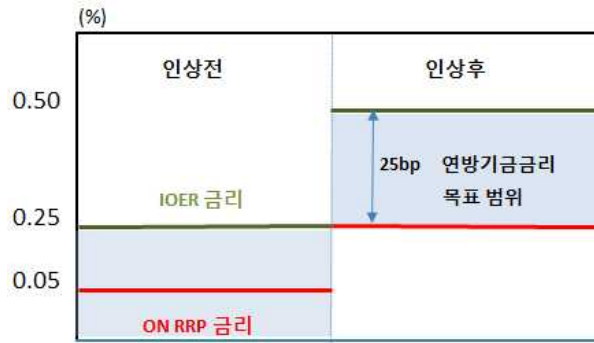 (%)
인상전
인상후
0.50
25bp 연방기금금리
목표 범위
IOER 금리
0.25
0.05
ON RRP 금리